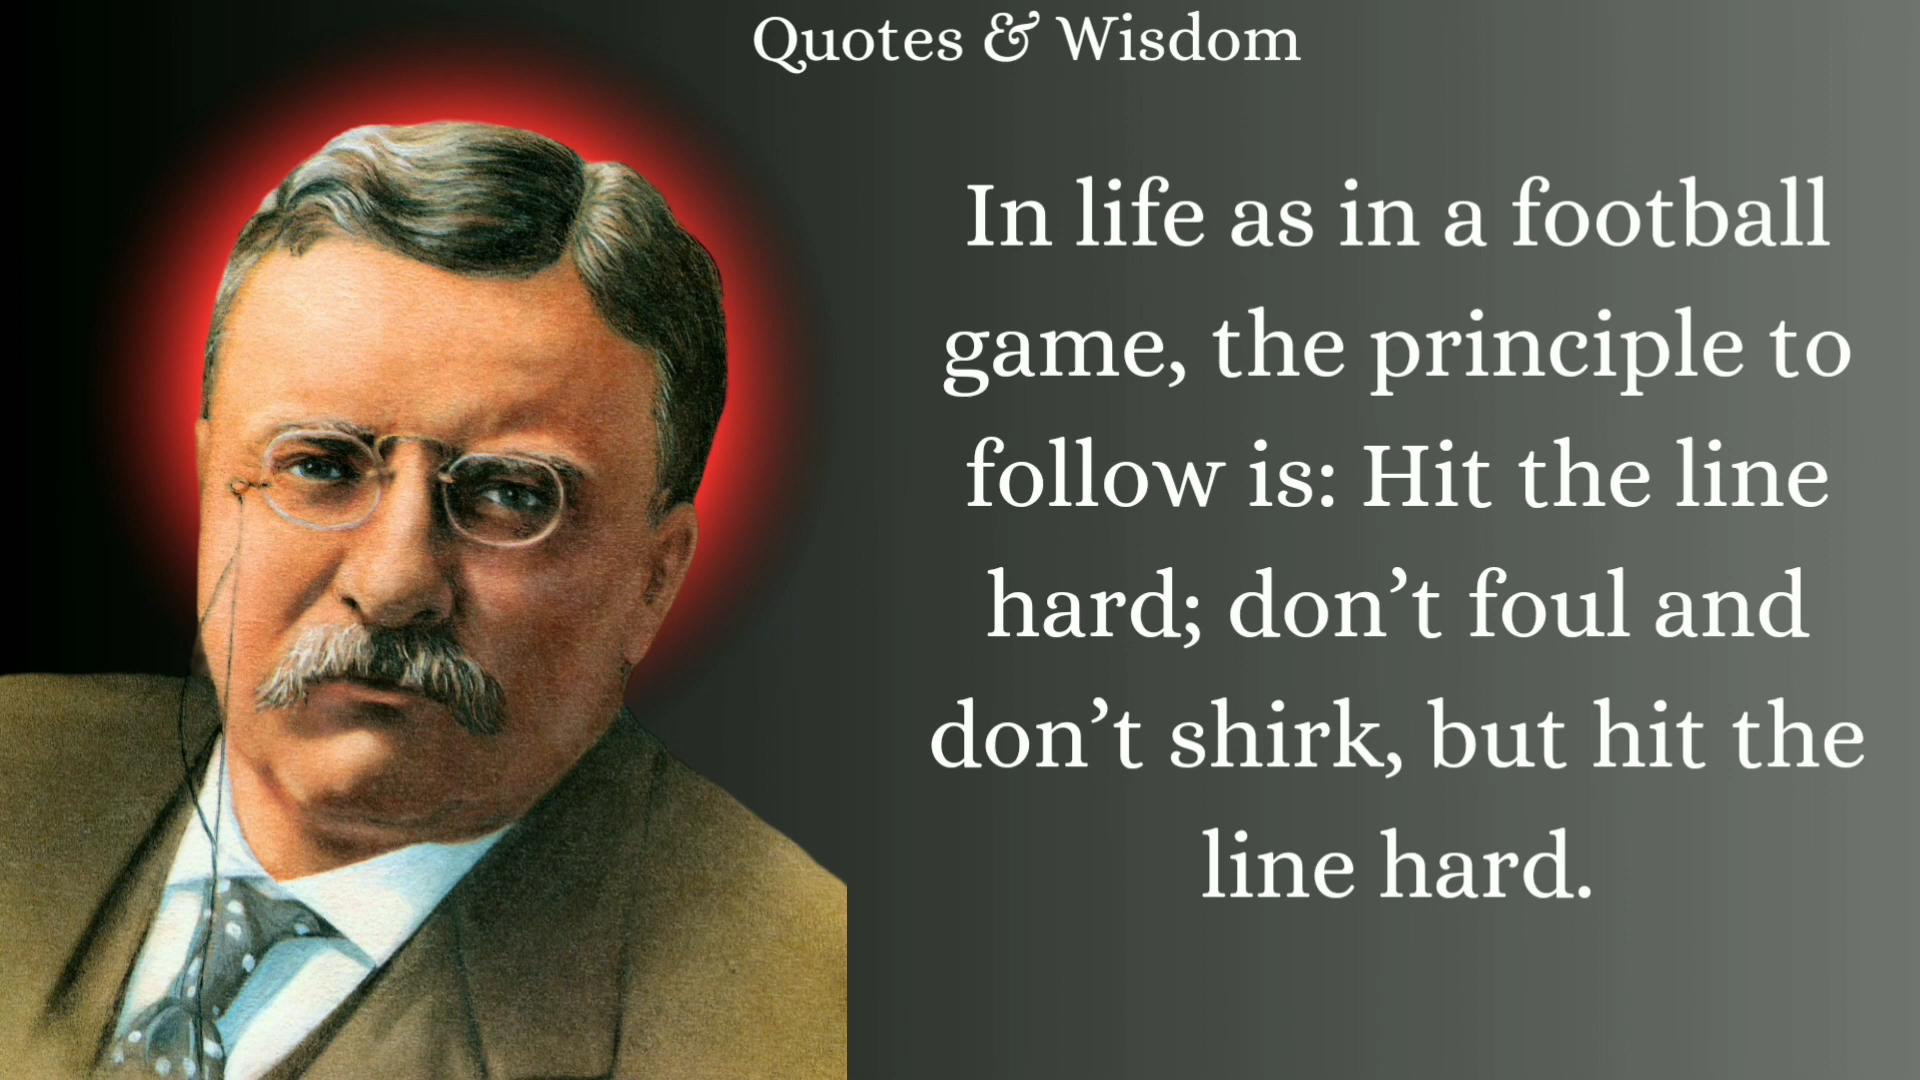 Quotes & Wisdom
In life as in a football
game, the principle to
follow is: Hit the line
hard; don’t foul and
don’t shirk, but hit the
line hard.